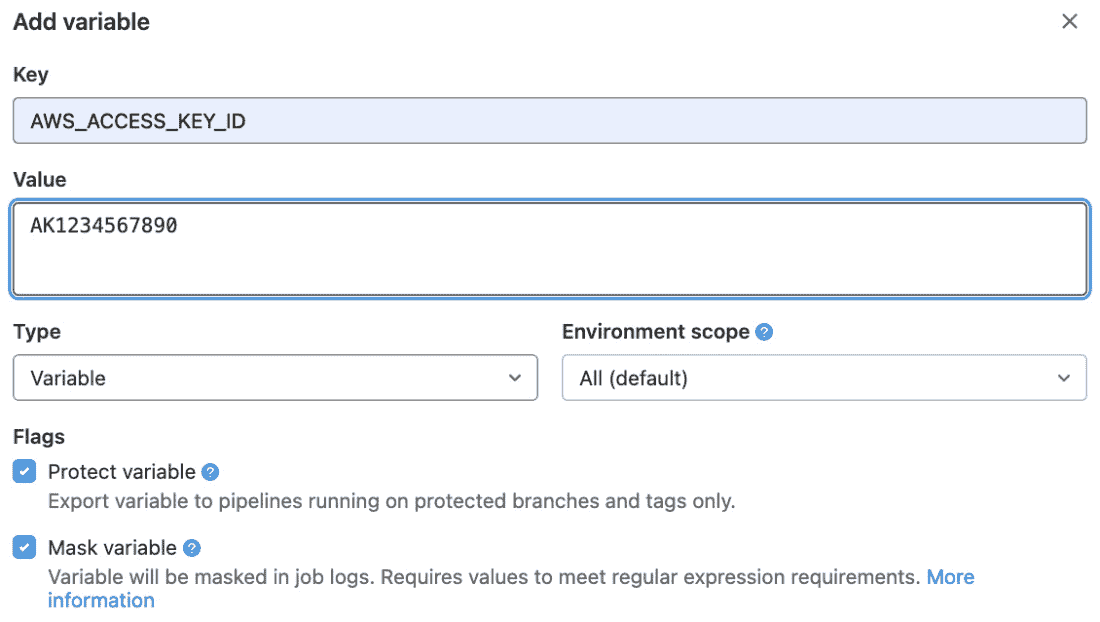 Add variable
Key
AWS_ACCESS_KEY_ID
Value
AK1234567890
Type
Environment scope ?
Variable
All (default)
Flags
Protect variable ?
Export variable to pipelines running on protected branches and tags only.
Mask variable ?
Variable will be masked in job logs. Requires values to meet regular expression requirements. More
information